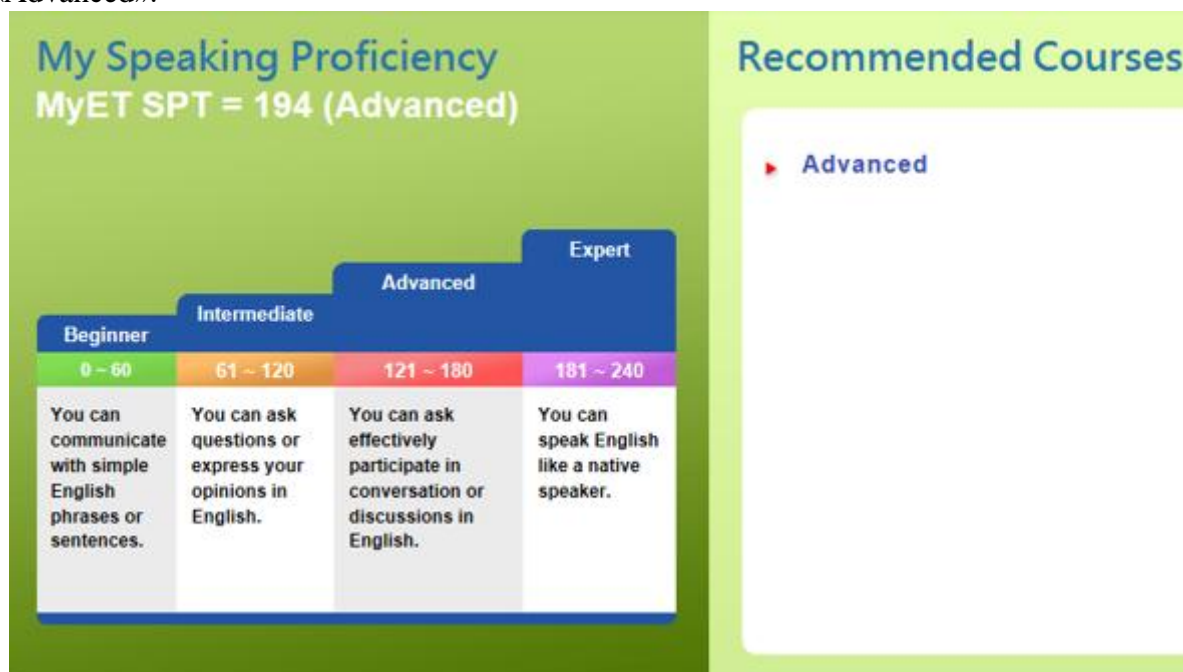 My Speaking Proficiency
MyET SPT = 194 (Advanced)
Beginner
Intermediate
Advanced
Expert
0 ~ 60
61 ~ 120
121 ~ 180
181 ~ 240
You can
communicate
with simple
English
phrases or
sentences.
You can ask
questions or
express your
opinions in
English.
You can ask
effectively
participate in
conversation or
discussions in
English.
You can
speak English
like a native
speaker.
Recommended Courses
Advanced